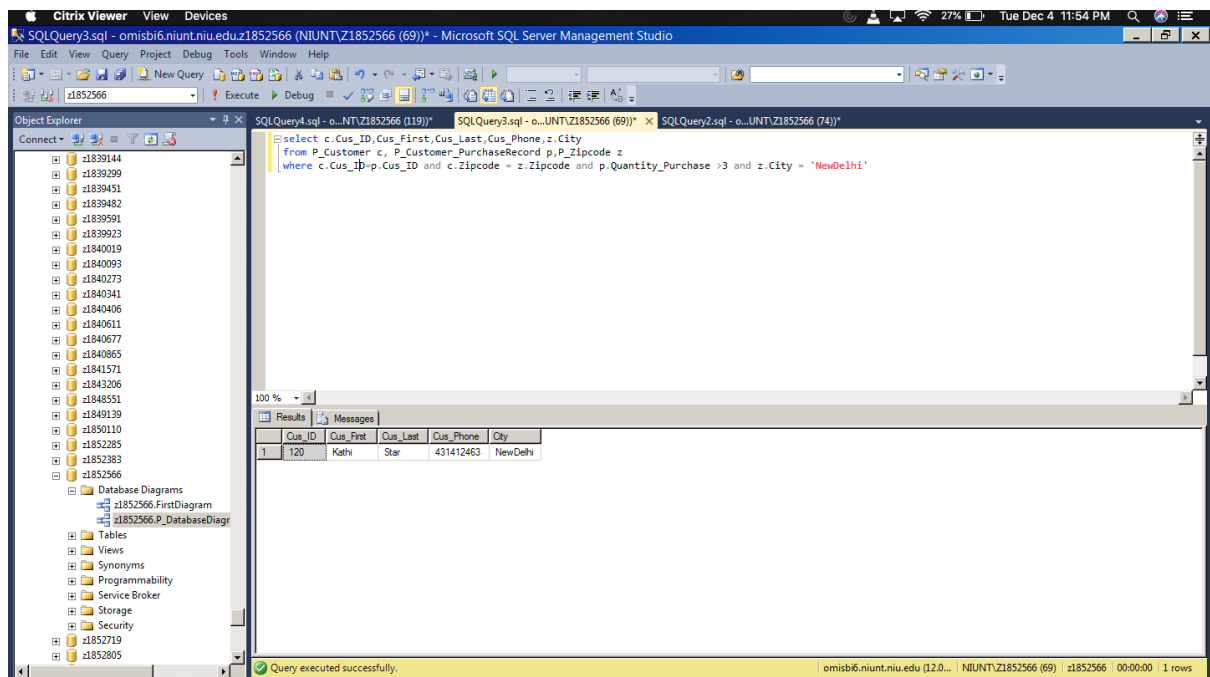 Citrix Viewer View Devices 27% Tue Dec 4 11:54 PM
SQLQuery3.sql - omisbi6.niunt.niu.edu.z1852566 (NIUNT\Z1852566 (69))* - Microsoft SQL Server Management Studio
File Edit View Query Project Debug Tools Window Help
New Query
z1852566 Execute Debug
Object Explorer
Connect
z1839144
z1839299
z1839451
z1839482
z1839591
z1839923
z1840019
z1840093
z1840273
z1840341
z1840406
z1840611
z1840677
z1840865
z1841571
z1843206
z1848551
z1849139
z1850110
z1852285
z1852383
z1852566
Database Diagrams
z1852566.FirstDiagram
z1852566.P_DatabaseDiagr
Tables
Views
Synonyms
Programmability
Service Broker
Storage
Security
z1852719
z1852805
SQLQuery4.sql - o...NT\Z1852566 (119))* SQLQuery3.sql - o...UNT\Z1852566 (69))* SQLQuery2.sql - o...UNT\Z1852566 (74))*
select c.Cus_ID,Cus_First,Cus_Last,Cus_Phone,z.City
from P_Customer c, P_Customer_PurchaseRecord p,P_Zipcode z
where c.Cus_ID=p.Cus_ID and c.Zipcode = z.Zipcode and p.Quantity_Purchase >3 and z.City = 'NewDelhi'
100 %
Results Messages
Cus_ID Cus_First Cus_Last Cus_Phone City
1 120 Kathi Star 431412463 NewDelhi
Query executed successfully. omisbi6.niunt.niu.edu (12.0... NIUNT\Z1852566 (69) z1852566 00:00:00 1 rows